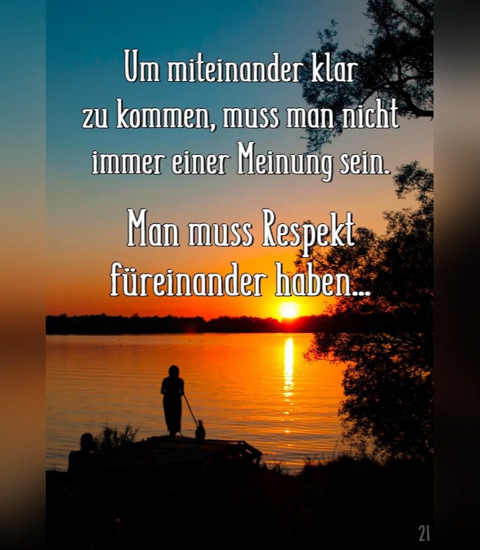 Um miteinander klar
zu kommen, muss man nicht
immer einer Meinung sein.
Man muss Respekt
füreinander haben...
21